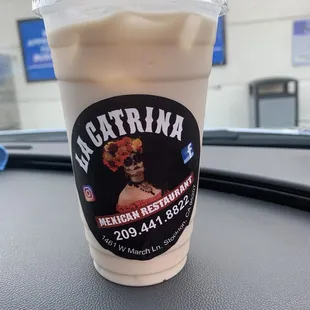 LA CATRINA
MEXICAN RESTAURANT
209.441.8822
1461 W March Ln, Stockton, CA